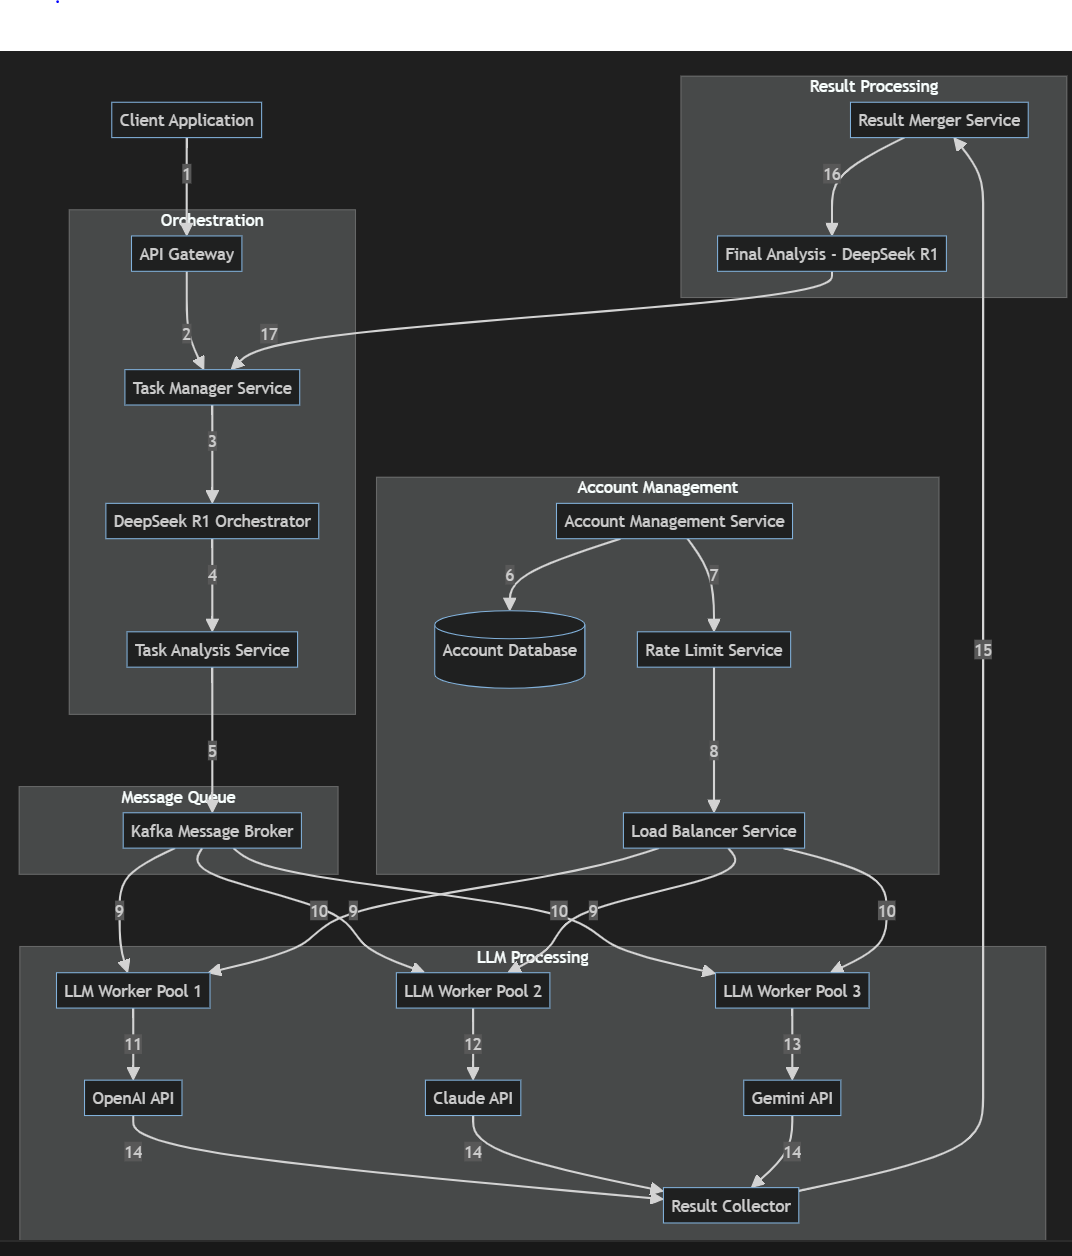 Result Processing
Client Application
Result Merger Service
1
16
Orchestration
API Gateway
Final Analysis - DeepSeek R1
2
17
Task Manager Service
3
Account Management
DeepSeek R1 Orchestrator
Account Management Service
4
6
7
Task Analysis Service
Account Database
Rate Limit Service
15
5
8
Message Queue
Kafka Message Broker
Load Balancer Service
9
10
9
10
9
10
LLM Processing
LLM Worker Pool 1
LLM Worker Pool 2
LLM Worker Pool 3
11
12
13
OpenAI API
Claude API
Gemini API
14
14
14
Result Collector